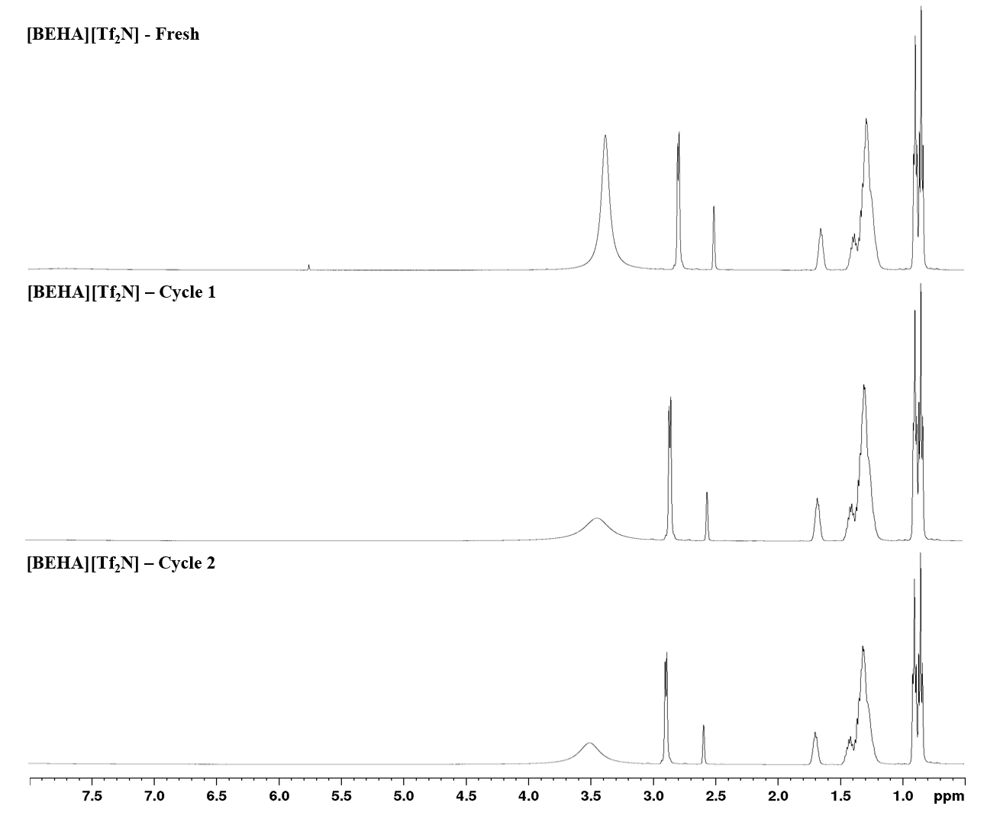 [BEHA][Tf₂N] - Fresh
[BEHA][Tf₂N] – Cycle 1
[BEHA][Tf₂N] – Cycle 2
7.5 7.0 6.5 6.0 5.5 5.0 4.5 4.0 3.5 3.0 2.5 2.0 1.5 1.0 ppm